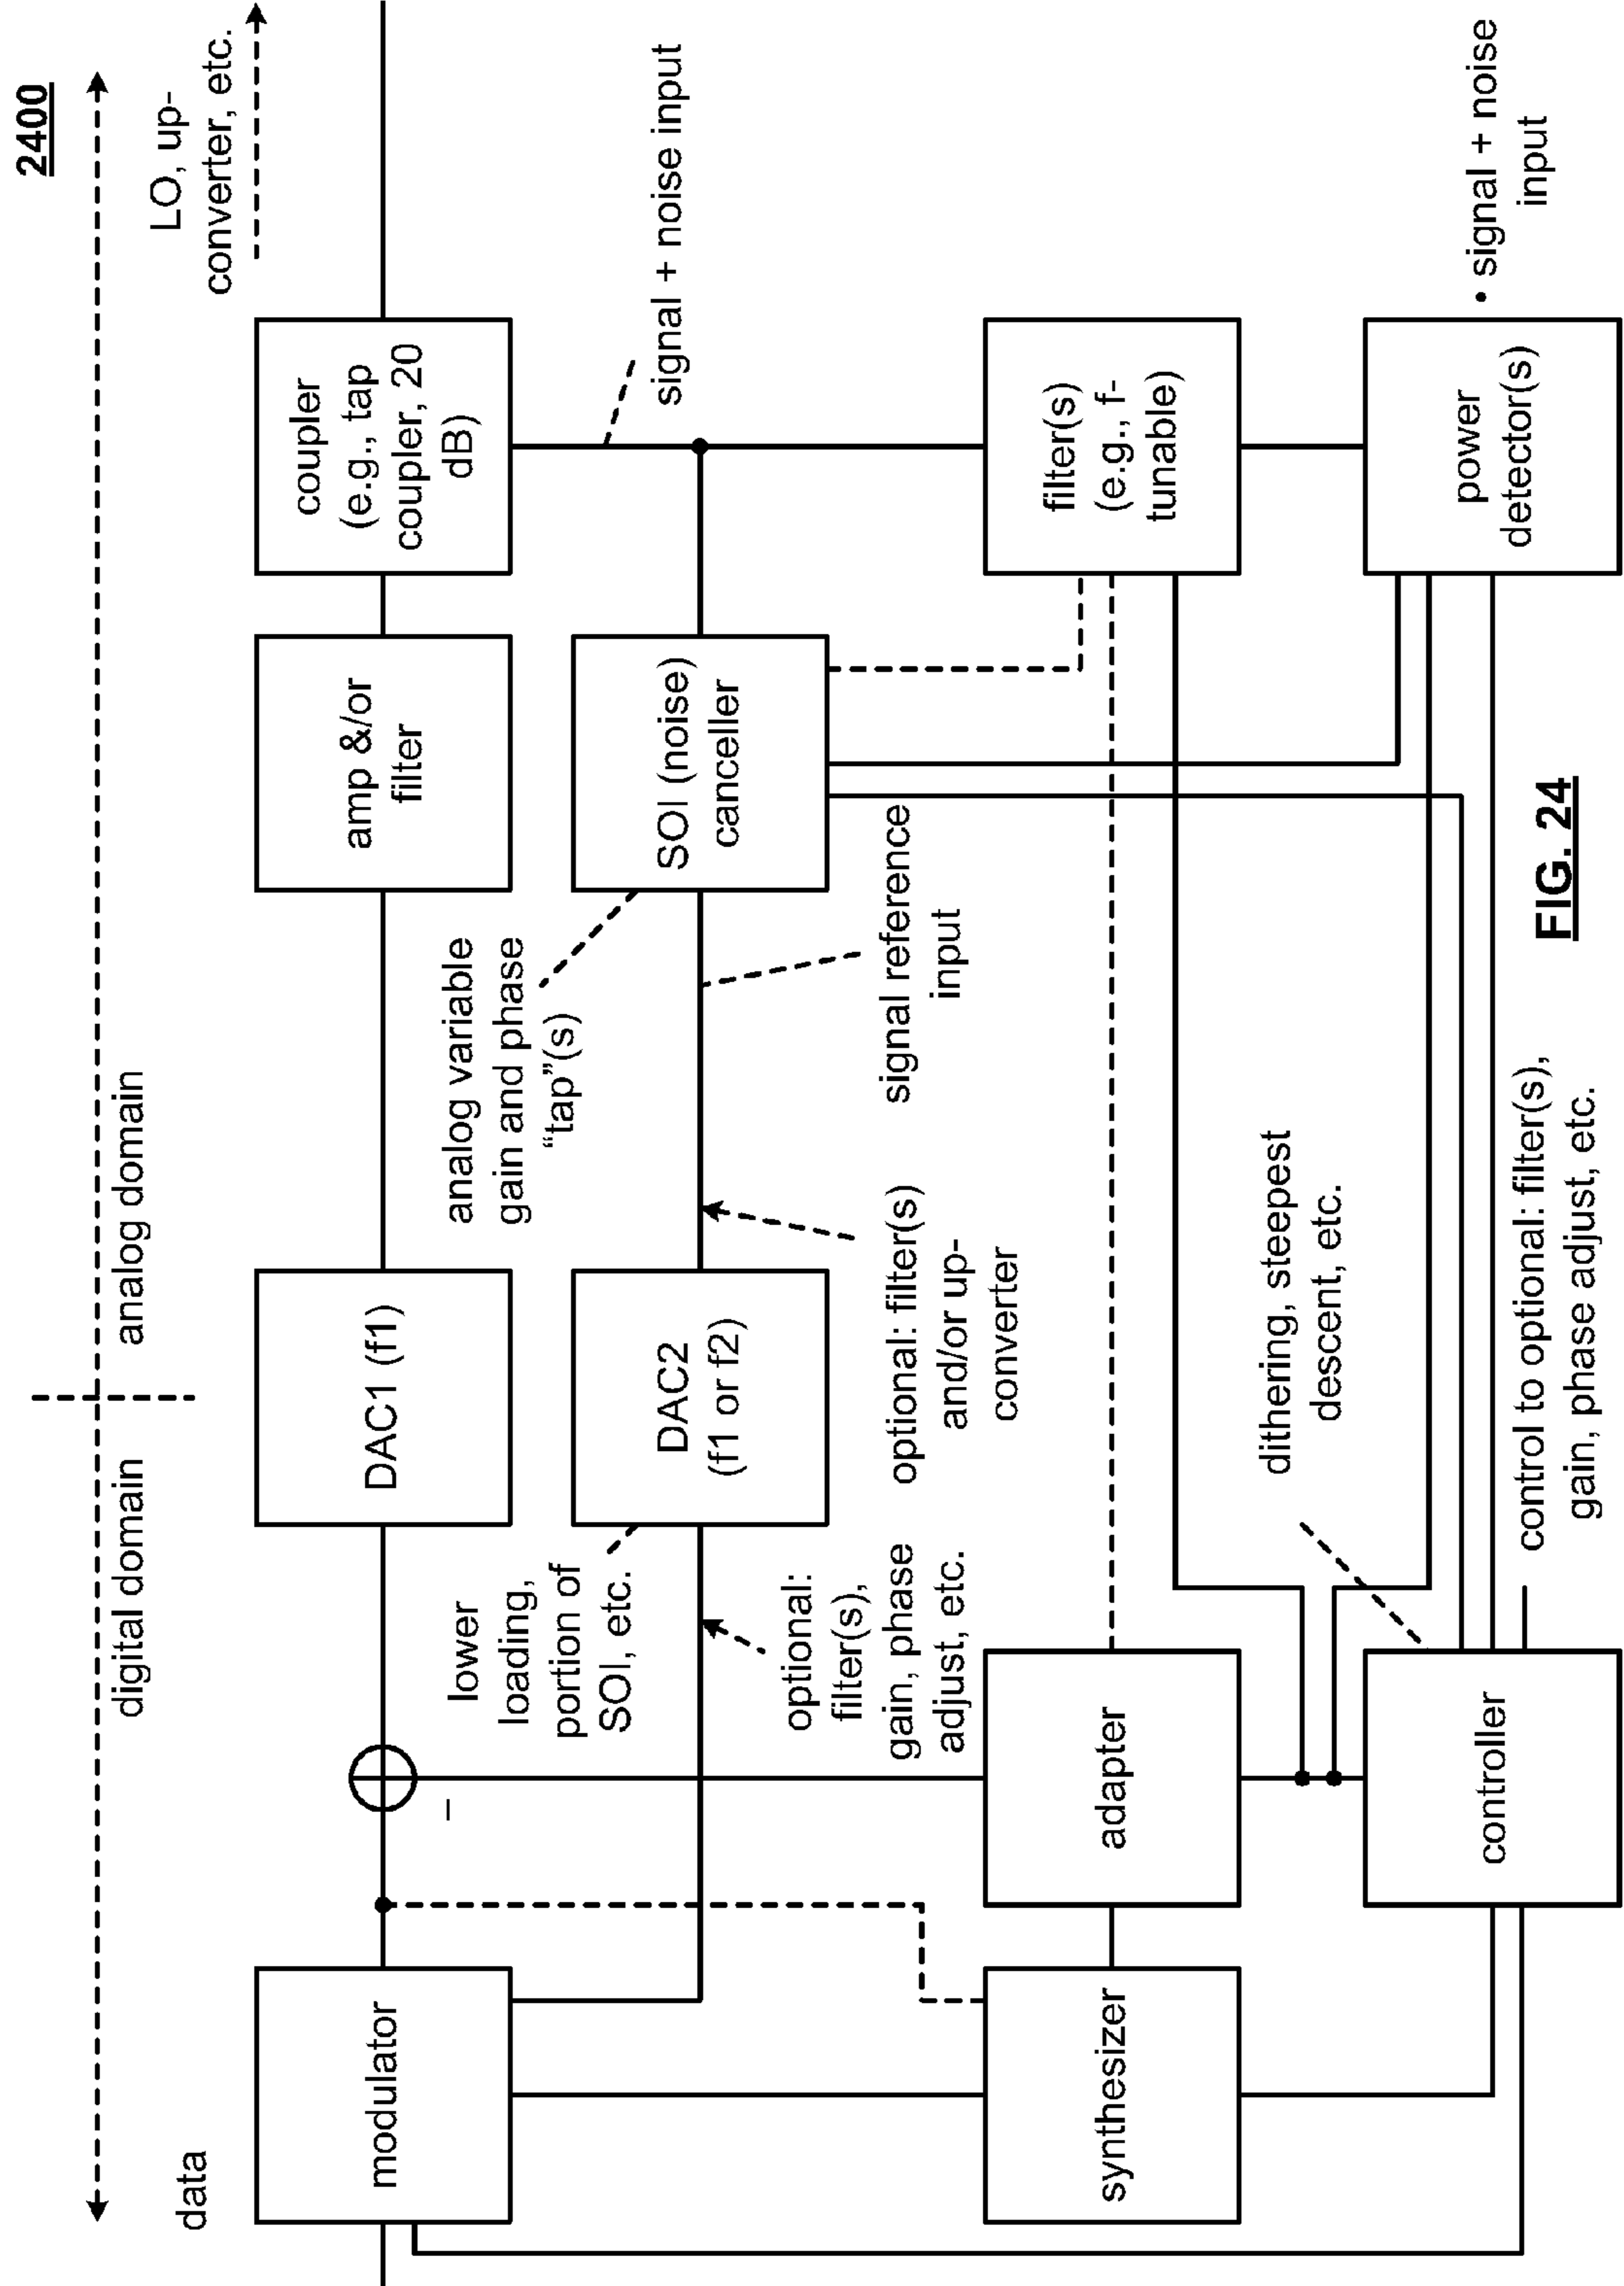 2400
digital domain
analog domain
data
LO, up-
converter, etc.
modulator
–
DAC1 (f1)
amp &/or
filter
coupler
(e.g., tap
coupler, 20
dB)
lower
loading,
portion of
SOI, etc.
DAC2
(f1 or f2)
analog variable
gain and phase
“tap”(s)
SOI (noise)
canceller
signal + noise input
optional:
filter(s),
gain, phase
adjust, etc.
optional: filter(s)
and/or up-
converter
signal reference
input
synthesizer
adapter
filter(s)
(e.g., f-
tunable)
dithering, steepest
descent, etc.
controller
control to optional: filter(s),
gain, phase adjust, etc.
power
detector(s)
• signal + noise
input
FIG. 24